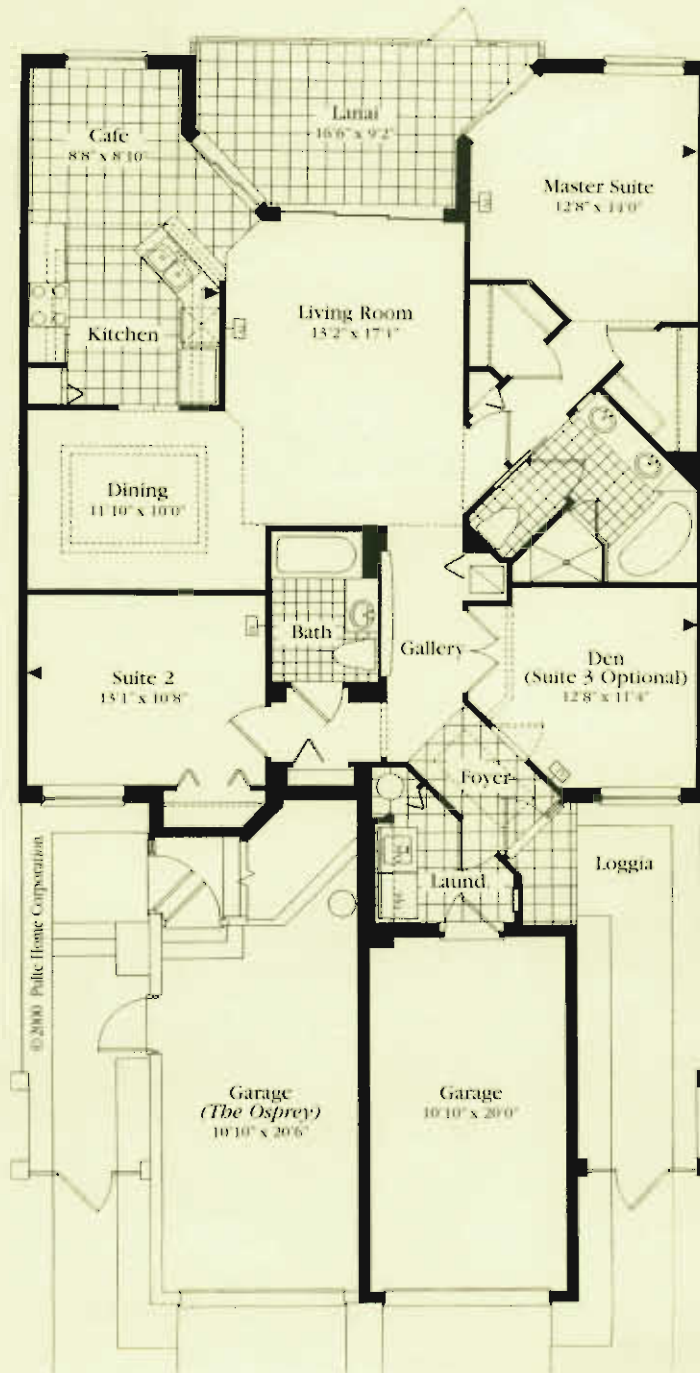 Lanai
16'6" x 9'2"
Cafe
8'8" x 8'10"
Master Suite
12'8" x 14'0"
Living Room
13'2" x 17'1"
Kitchen
Dining
11'10" x 10'0"
Bath
Gallery
Den
(Suite 3 Optional)
12'8" x 11'4"
Suite 2
13'1" x 10'8"
Foyer
Laund.
Loggia
©2000 Pulte Home Corporation
Garage
(The Osprey)
10'10" x 20'6"
Garage
10'10" x 20'0"